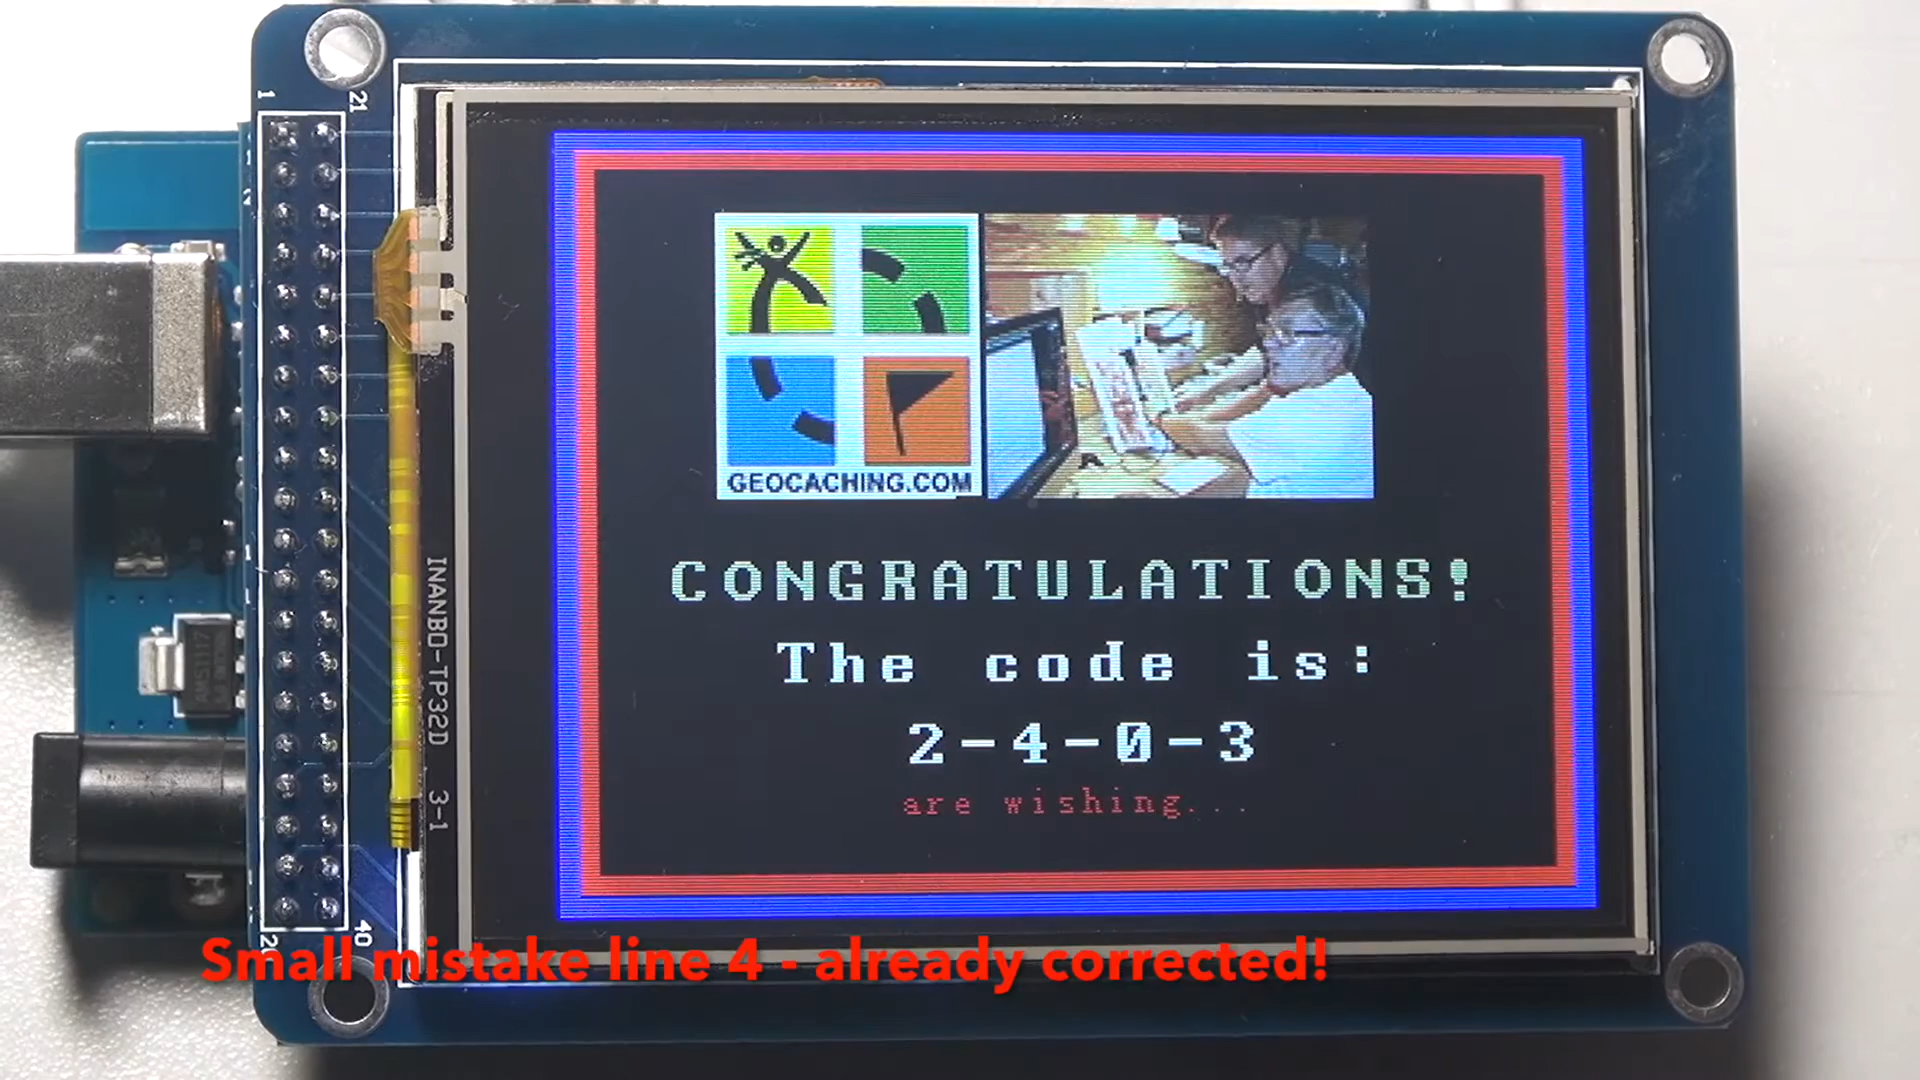 1
21
GEOCACHING.COM
CONGRATULATIONS!
The code is:
2-4-0-3
are wishing...
INANBO-TP32D 3-1
AMS1117
20
40
Small mistake line 4 - already corrected!